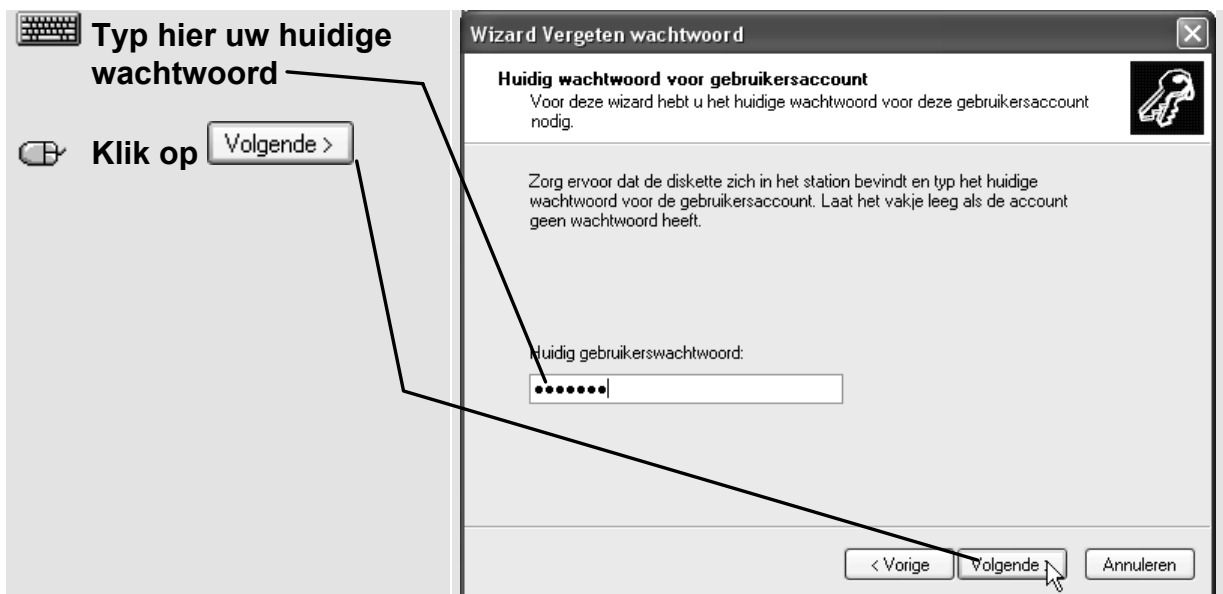 Typ hier uw huidige
wachtwoord
Klik op Volgende >
Wizard Vergeten wachtwoord
Huidig wachtwoord voor gebruikersaccount
Voor deze wizard hebt u het huidige wachtwoord voor deze gebruikersaccount
nodig.
Zorg ervoor dat de diskette zich in het station bevindt en typ het huidige
wachtwoord voor de gebruikersaccount. Laat het vakje leeg als de account
geen wachtwoord heeft.
Huidig gebruikerswachtwoord:
•••••••
< Vorige Volgende > Annuleren